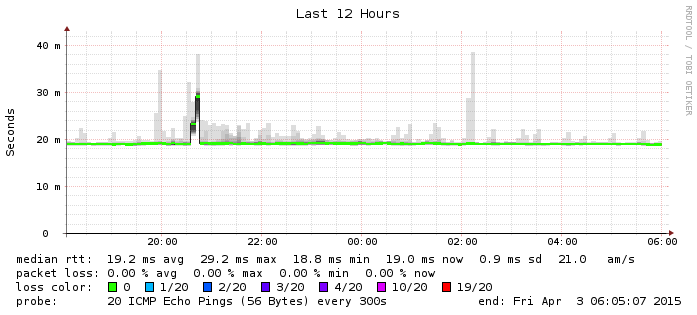 Last 12 Hours
RRDTOOL / TOBI OETIKER
Seconds
40 m
30 m
20 m
10 m
0
20:00 22:00 00:00 02:00 04:00 06:00
median rtt: 19.2 ms avg 29.2 ms max 18.8 ms min 19.0 ms now 0.9 ms sd 21.0 am/s
packet loss: 0.00 % avg 0.00 % max 0.00 % min 0.00 % now
loss color: 0 1/20 2/20 3/20 4/20 10/20 19/20
probe: 20 ICMP Echo Pings (56 Bytes) every 300s end: Fri Apr 3 06:05:07 2015